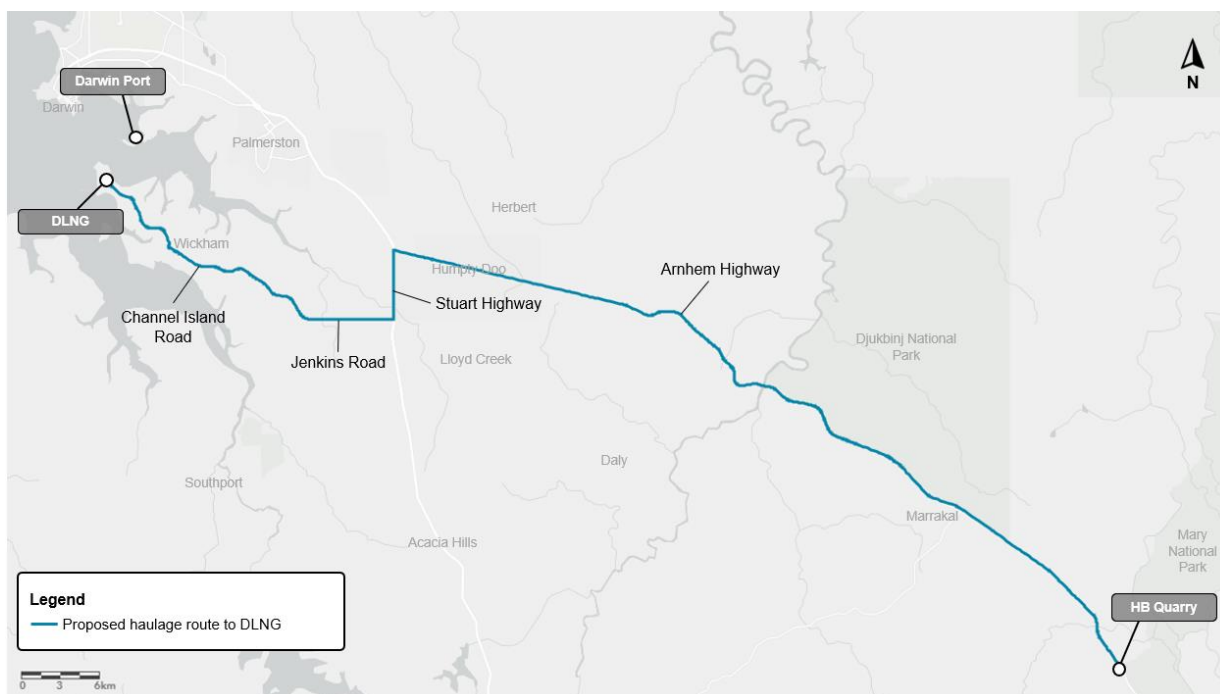 Darwin Port
Darwin
N
Palmerston
DLNG
Herbert
Wickham
Humpty Doo
Arnhem Highway
Stuart Highway
Channel Island
Road
Jenkins Road
Lloyd Creek
Djukbinj National
Park
Daly
Southport
Marrakal
Acacia Hills
Mary
National
Park
HB Quarry
Legend
Proposed haulage route to DLNG
0 3 6km